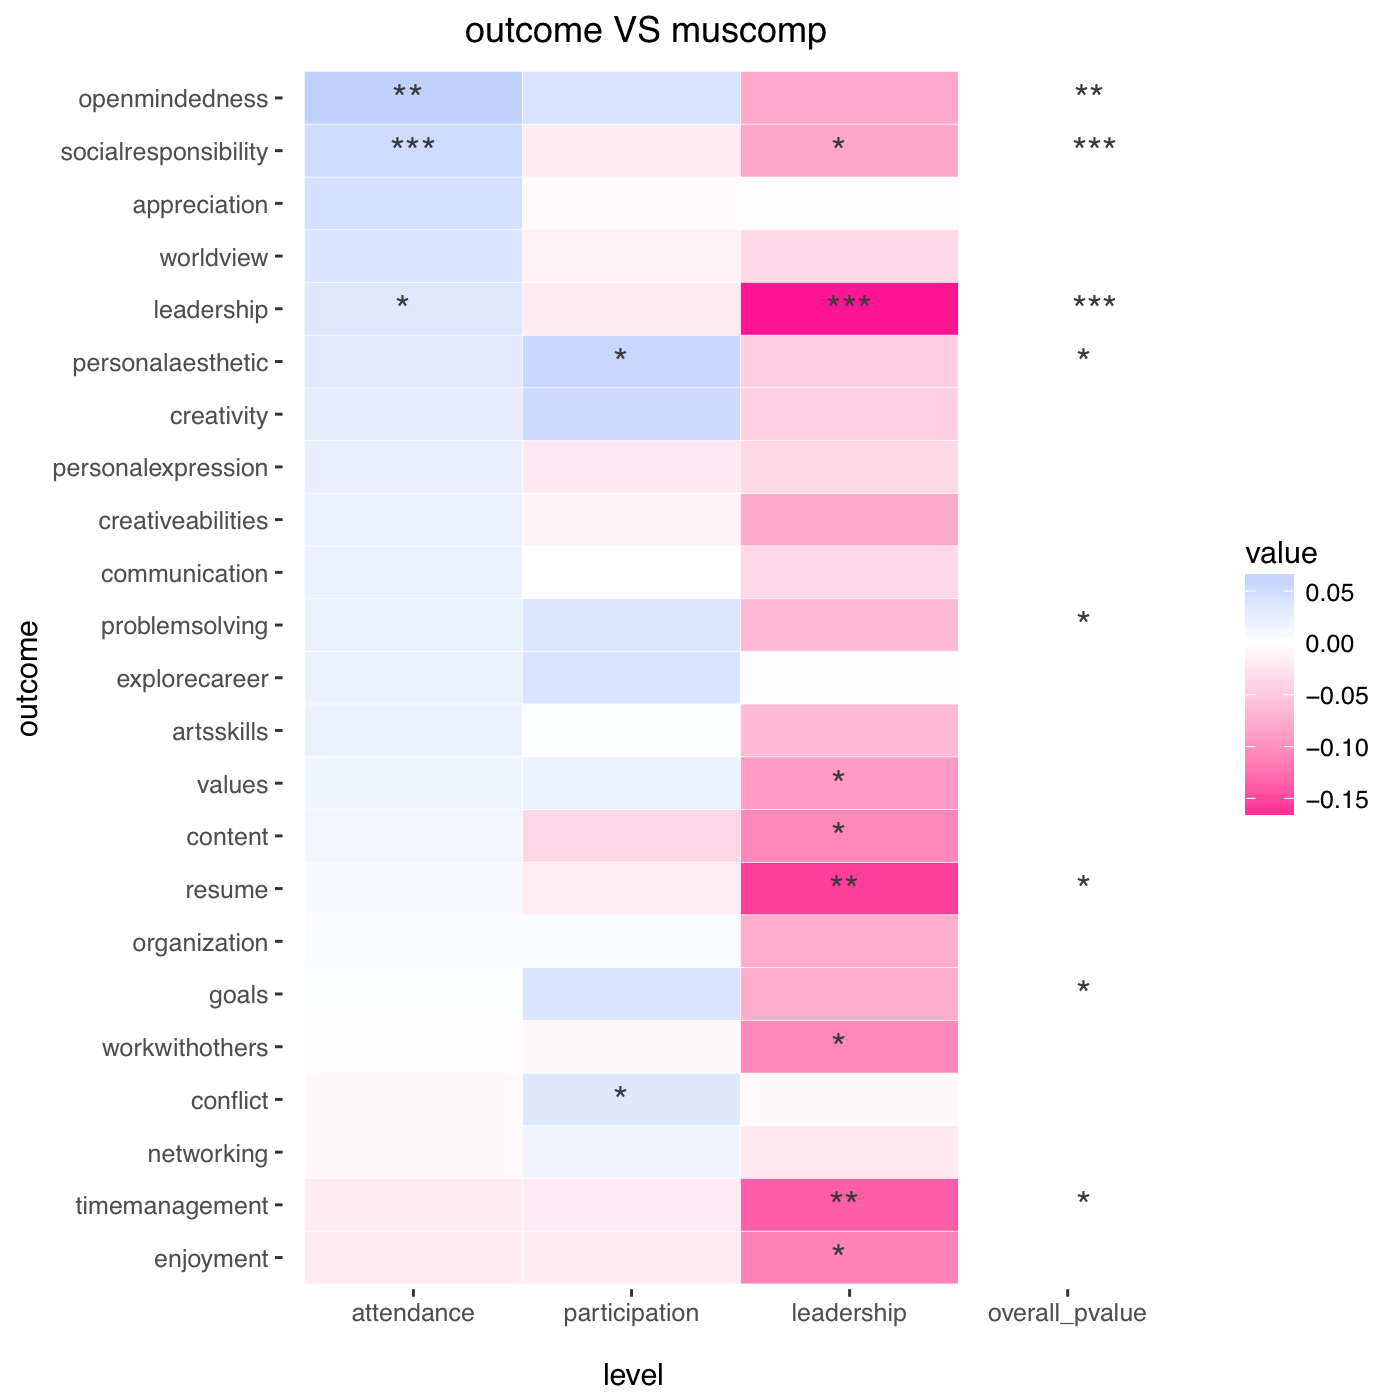 outcome VS muscomp
openmindedness ** **
socialresponsibility *** * ***
appreciation
worldview
leadership * *** ***
personalaesthetic * *
creativity
personalexpression
creativeabilities
communication
problemsolving *
explorecareer
artsskills
values *
content *
resume ** *
organization
goals *
workwithothers *
conflict *
networking
timemanagement ** *
enjoyment *
attendance participation leadership overall_pvalue
level
outcome
value
0.05
0.00
−0.05
−0.10
−0.15